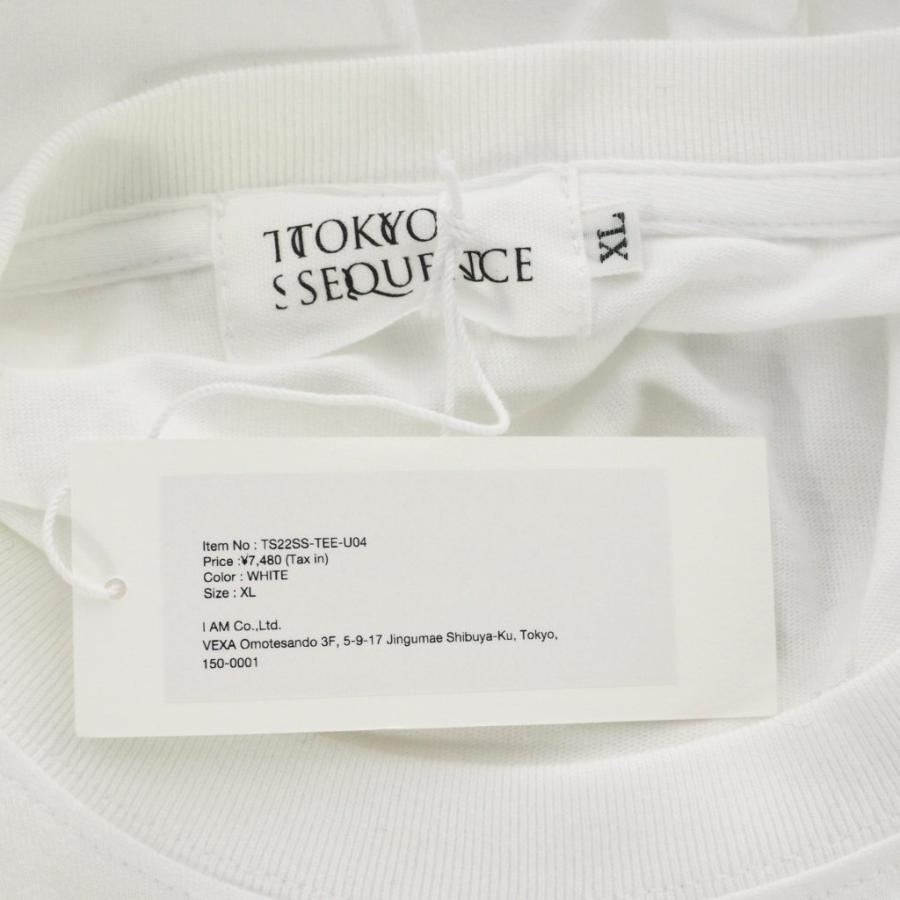 TOKYO
SEQUENCE
XL
Item No : TS22SS-TEE-U04
Price :¥7,480 (Tax in)
Color : WHITE
Size : XL
I AM Co.,Ltd.
VEXA Omotesando 3F, 5-9-17 Jingumae Shibuya-Ku, Tokyo,
150-0001